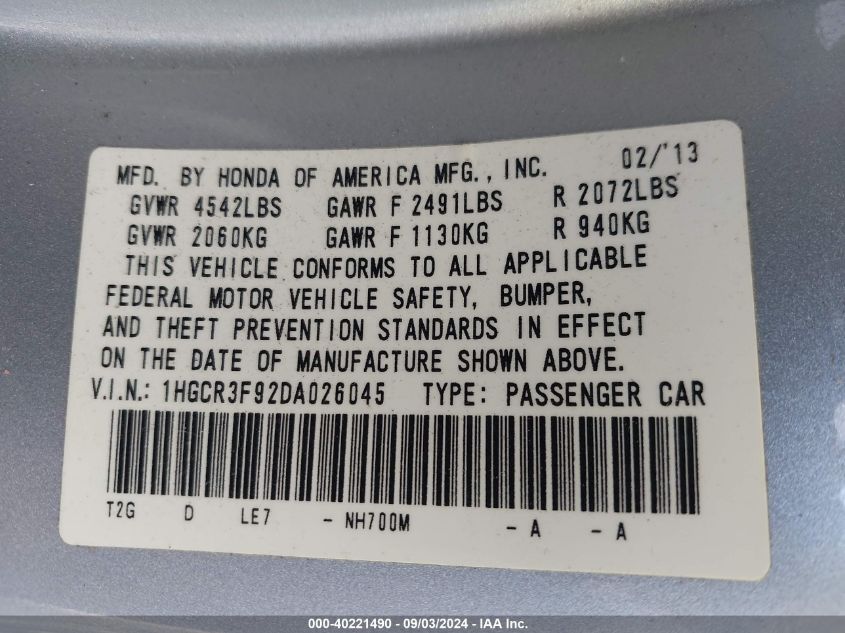 MFD. BY HONDA OF AMERICA MFG., INC. 02/'13
GVWR 4542LBS GAWR F 2491LBS R 2072LBS
GVWR 2060KG GAWR F 1130KG R 940KG
THIS VEHICLE CONFORMS TO ALL APPLICABLE
FEDERAL MOTOR VEHICLE SAFETY, BUMPER,
AND THEFT PREVENTION STANDARDS IN EFFECT
ON THE DATE OF MANUFACTURE SHOWN ABOVE.
V.I.N.: 1HGCR3F92DA026045 TYPE: PASSENGER CAR
T2G D LE7 - NH700M - A - A
000-40221490 - 09/03/2024 - IAA Inc.